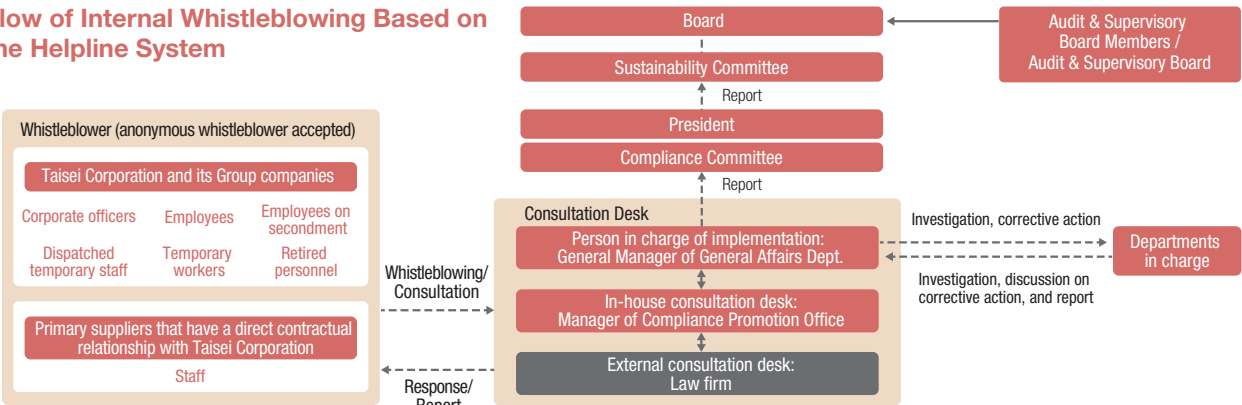 low of Internal Whistleblowing Based on
ne Helpline System
Whistleblower (anonymous whistleblower accepted)
Taisei Corporation and its Group companies
Corporate officers
Employees
Employees on
secondment
Dispatched
temporary staff
Temporary
workers
Retired
personnel
Primary suppliers that have a direct contractual
relationship with Taisei Corporation
Staff
Whistleblowing/
Consultation
Response/
Report
Board
Sustainability Committee
Report
President
Compliance Committee
Report
Consultation Desk
Person in charge of implementation:
General Manager of General Affairs Dept.
In-house consultation desk:
Manager of Compliance Promotion Office
External consultation desk:
Law firm
Audit & Supervisory
Board Members /
Audit & Supervisory Board
Investigation, corrective action
Investigation, discussion on
corrective action, and report
Departments
in charge